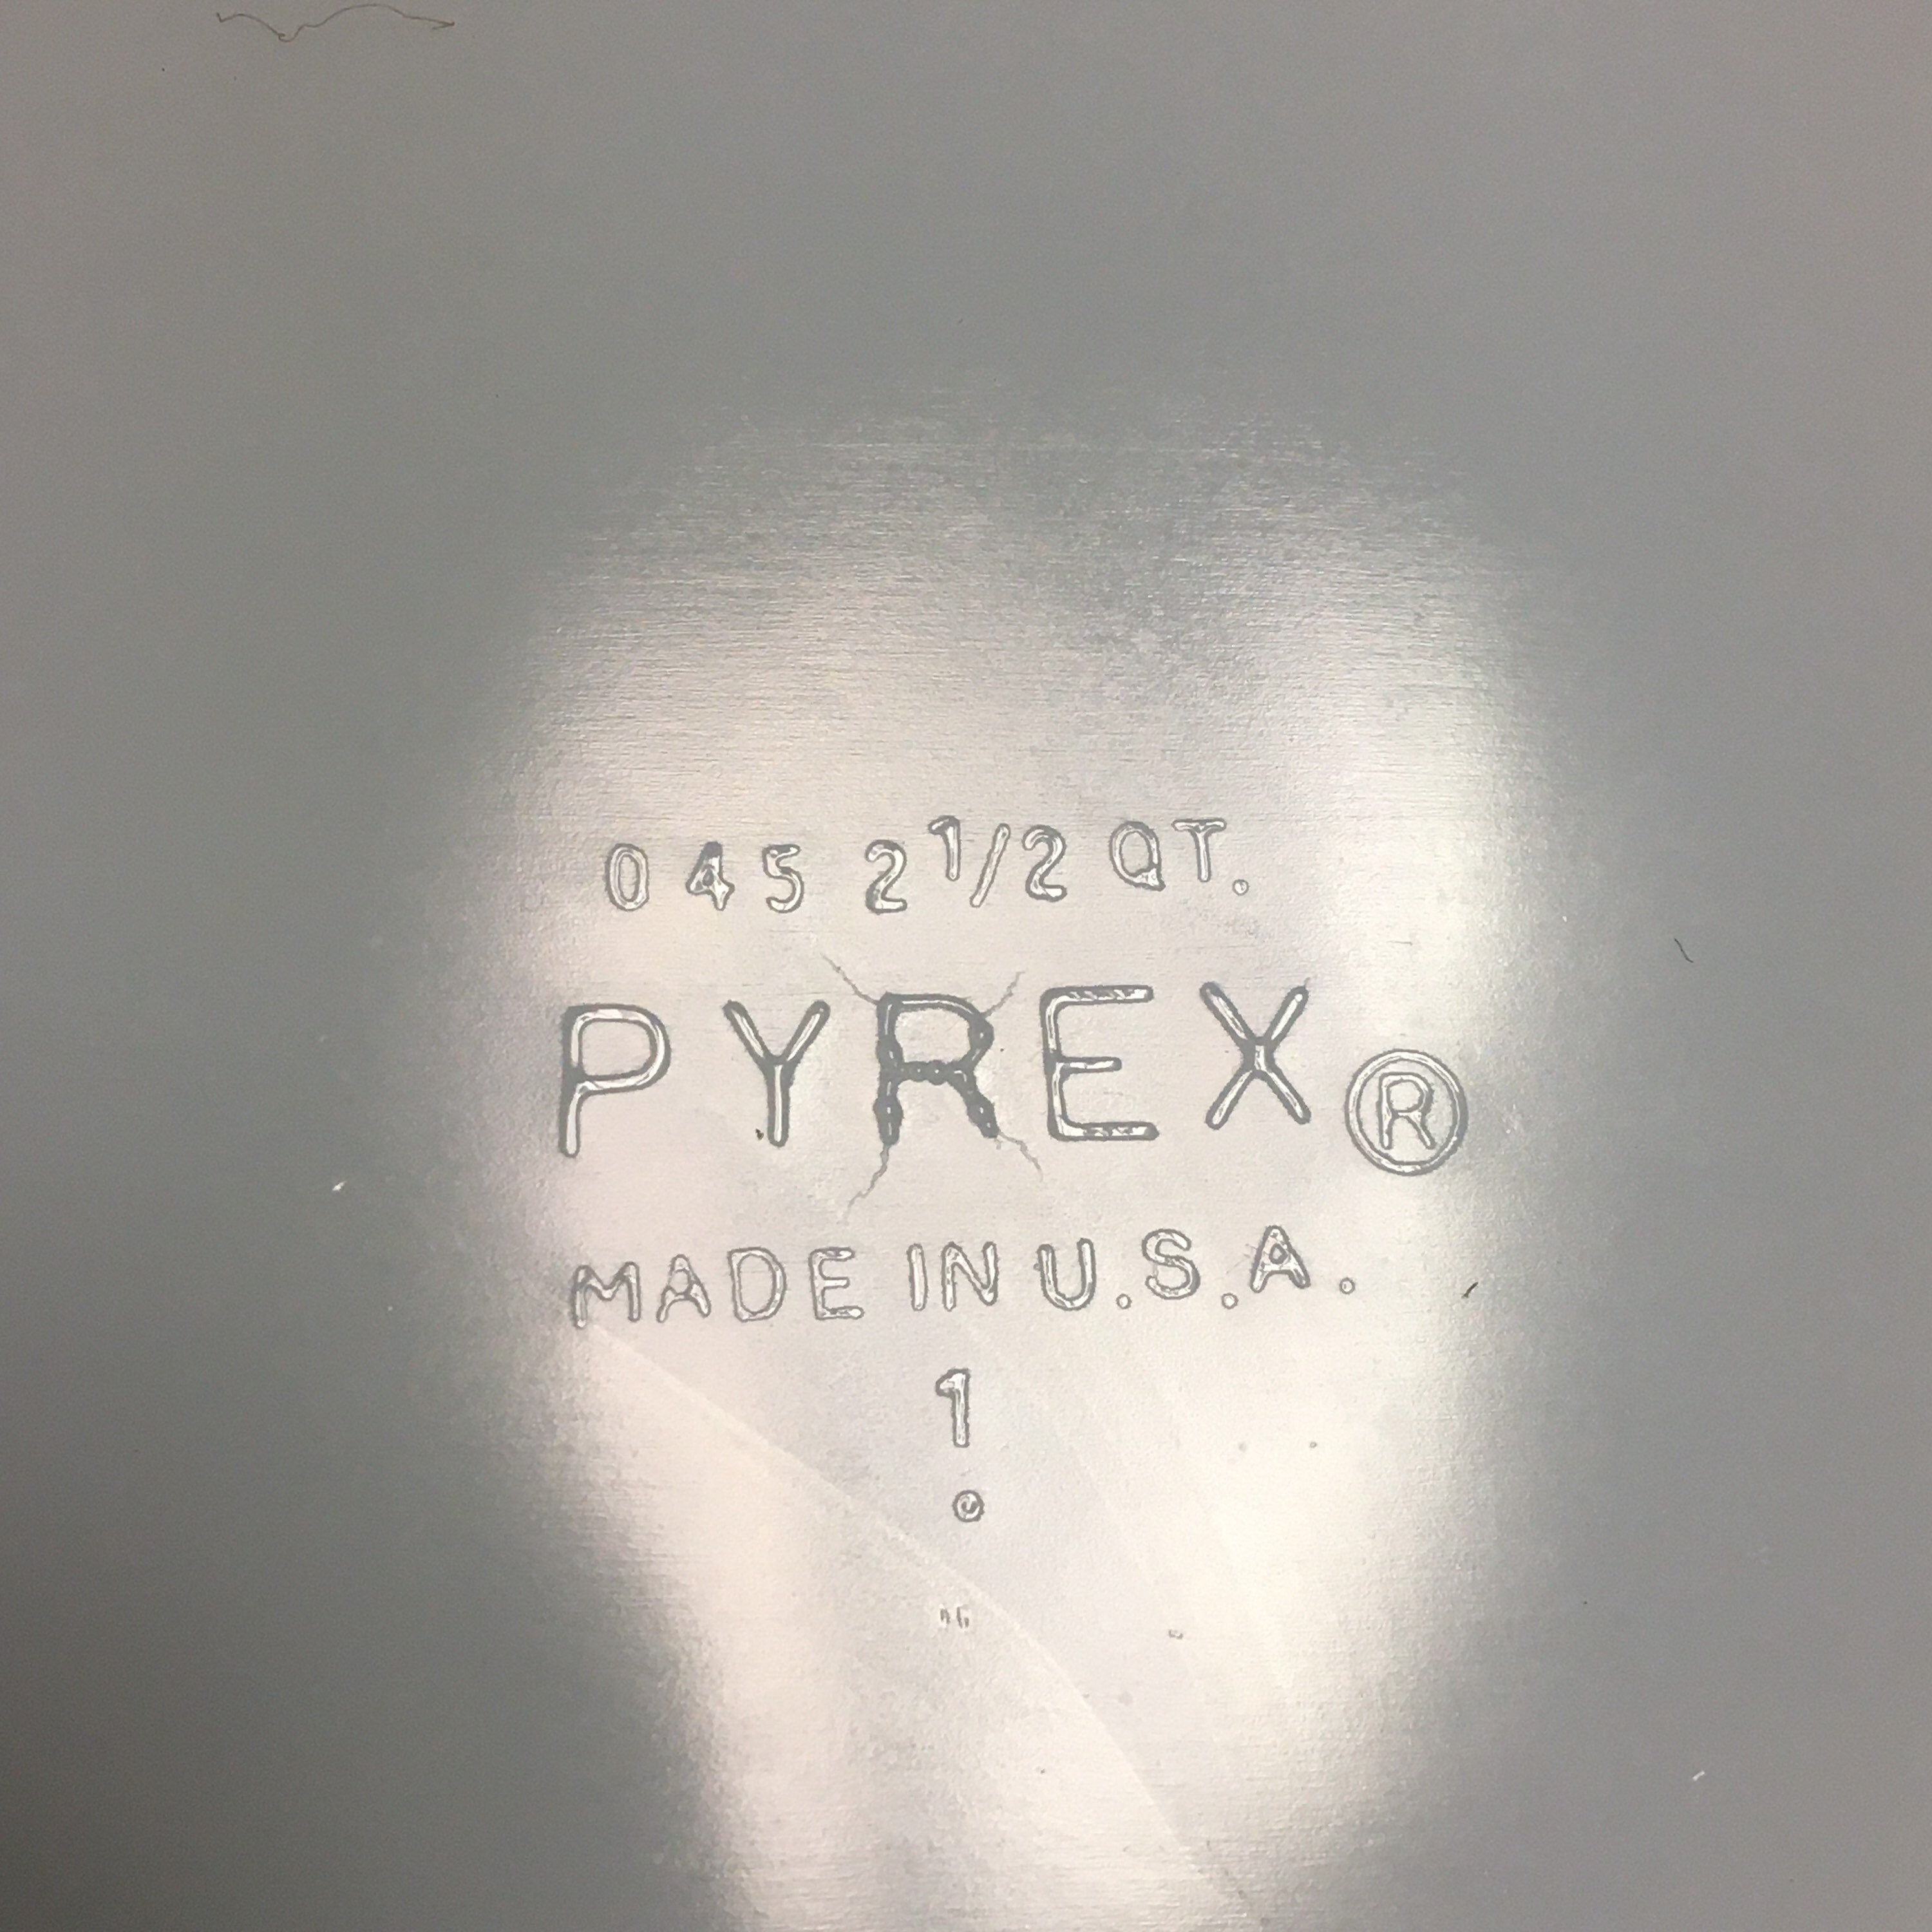 045 2 1/2 QT.
PYREX®
MADE IN U.S.A.
1